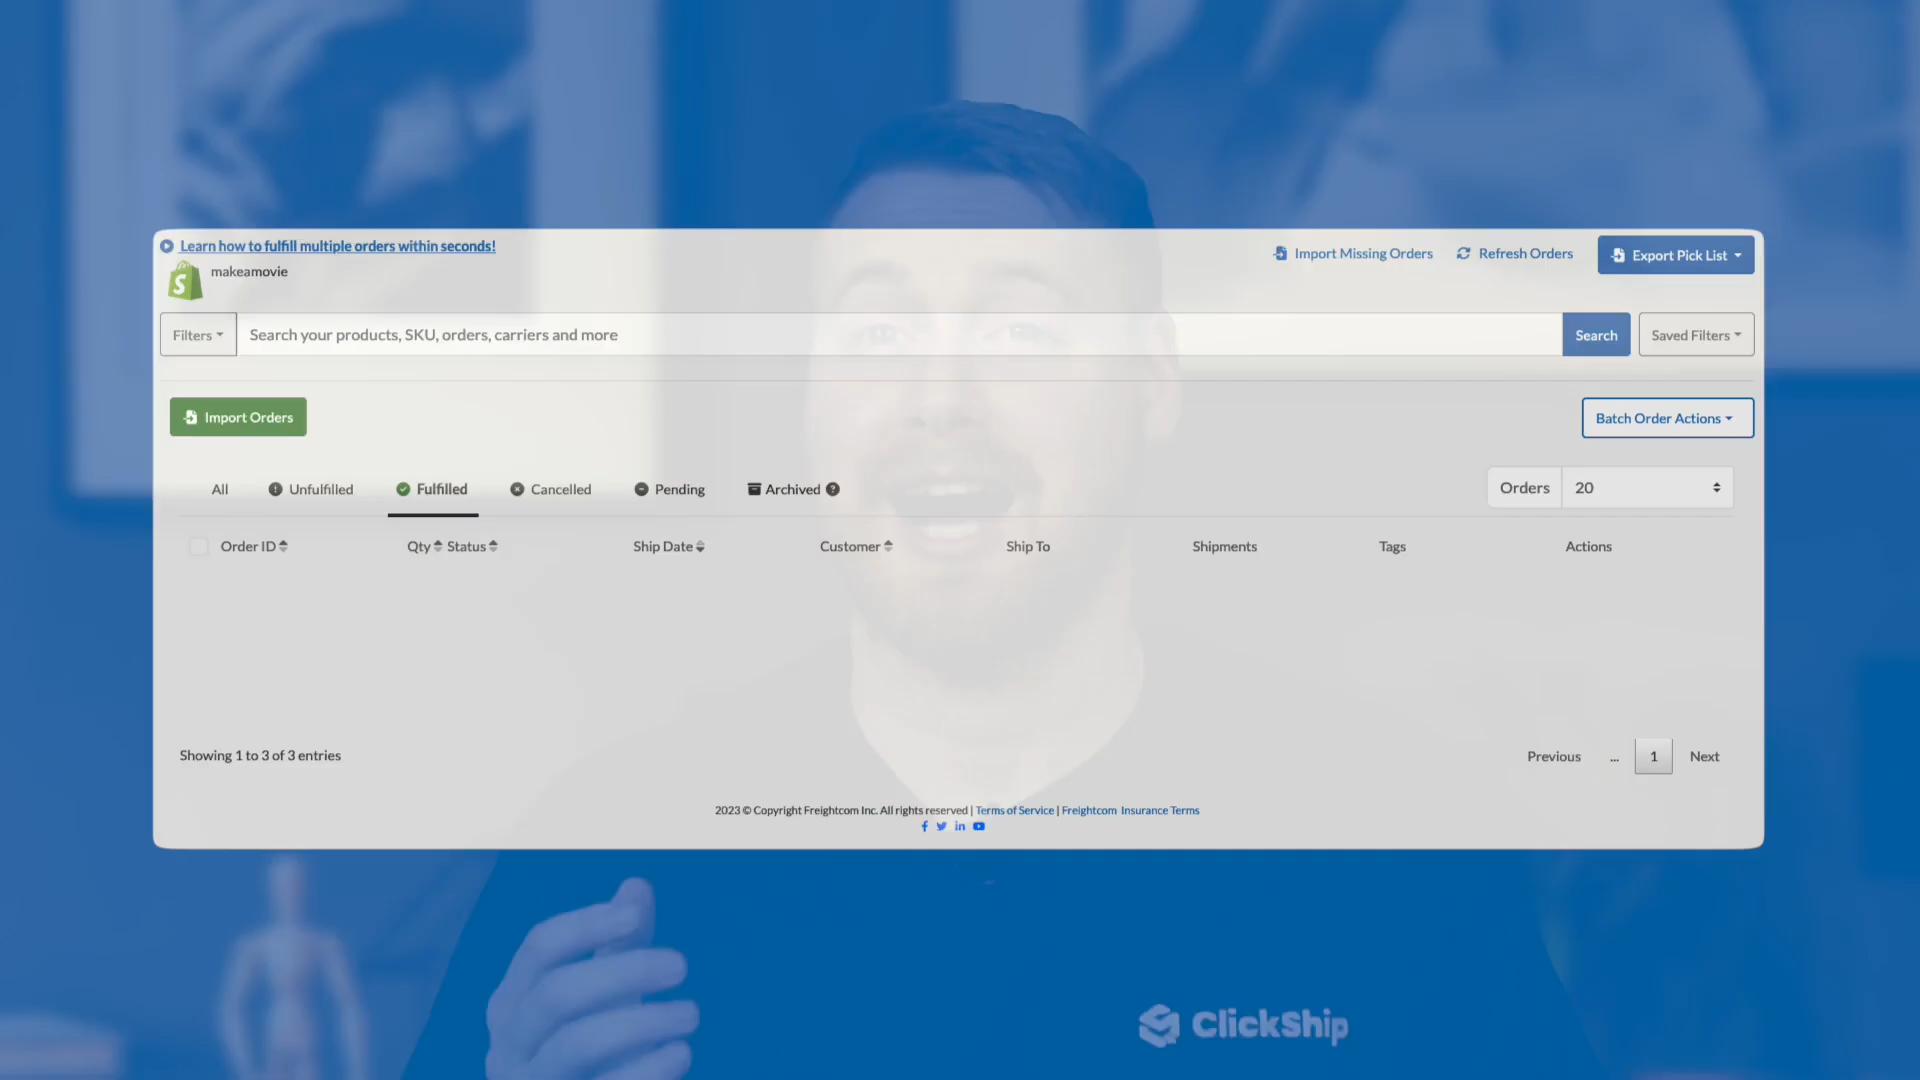 Learn how to fulfill multiple orders within seconds!
makeamovie
Import Missing Orders Refresh Orders Export Pick List
Filters Search your products, SKU, orders, carriers and more Search Saved Filters
Import Orders Batch Order Actions
All Unfulfilled Fulfilled Cancelled Pending Archived Orders 20
Order ID Qty Status Ship Date Customer Ship To Shipments Tags Actions
Showing 1 to 3 of 3 entries Previous ... 1 Next
2023 © Copyright Freightcom Inc. All rights reserved | Terms of Service | Freightcom Insurance Terms
ClickShip